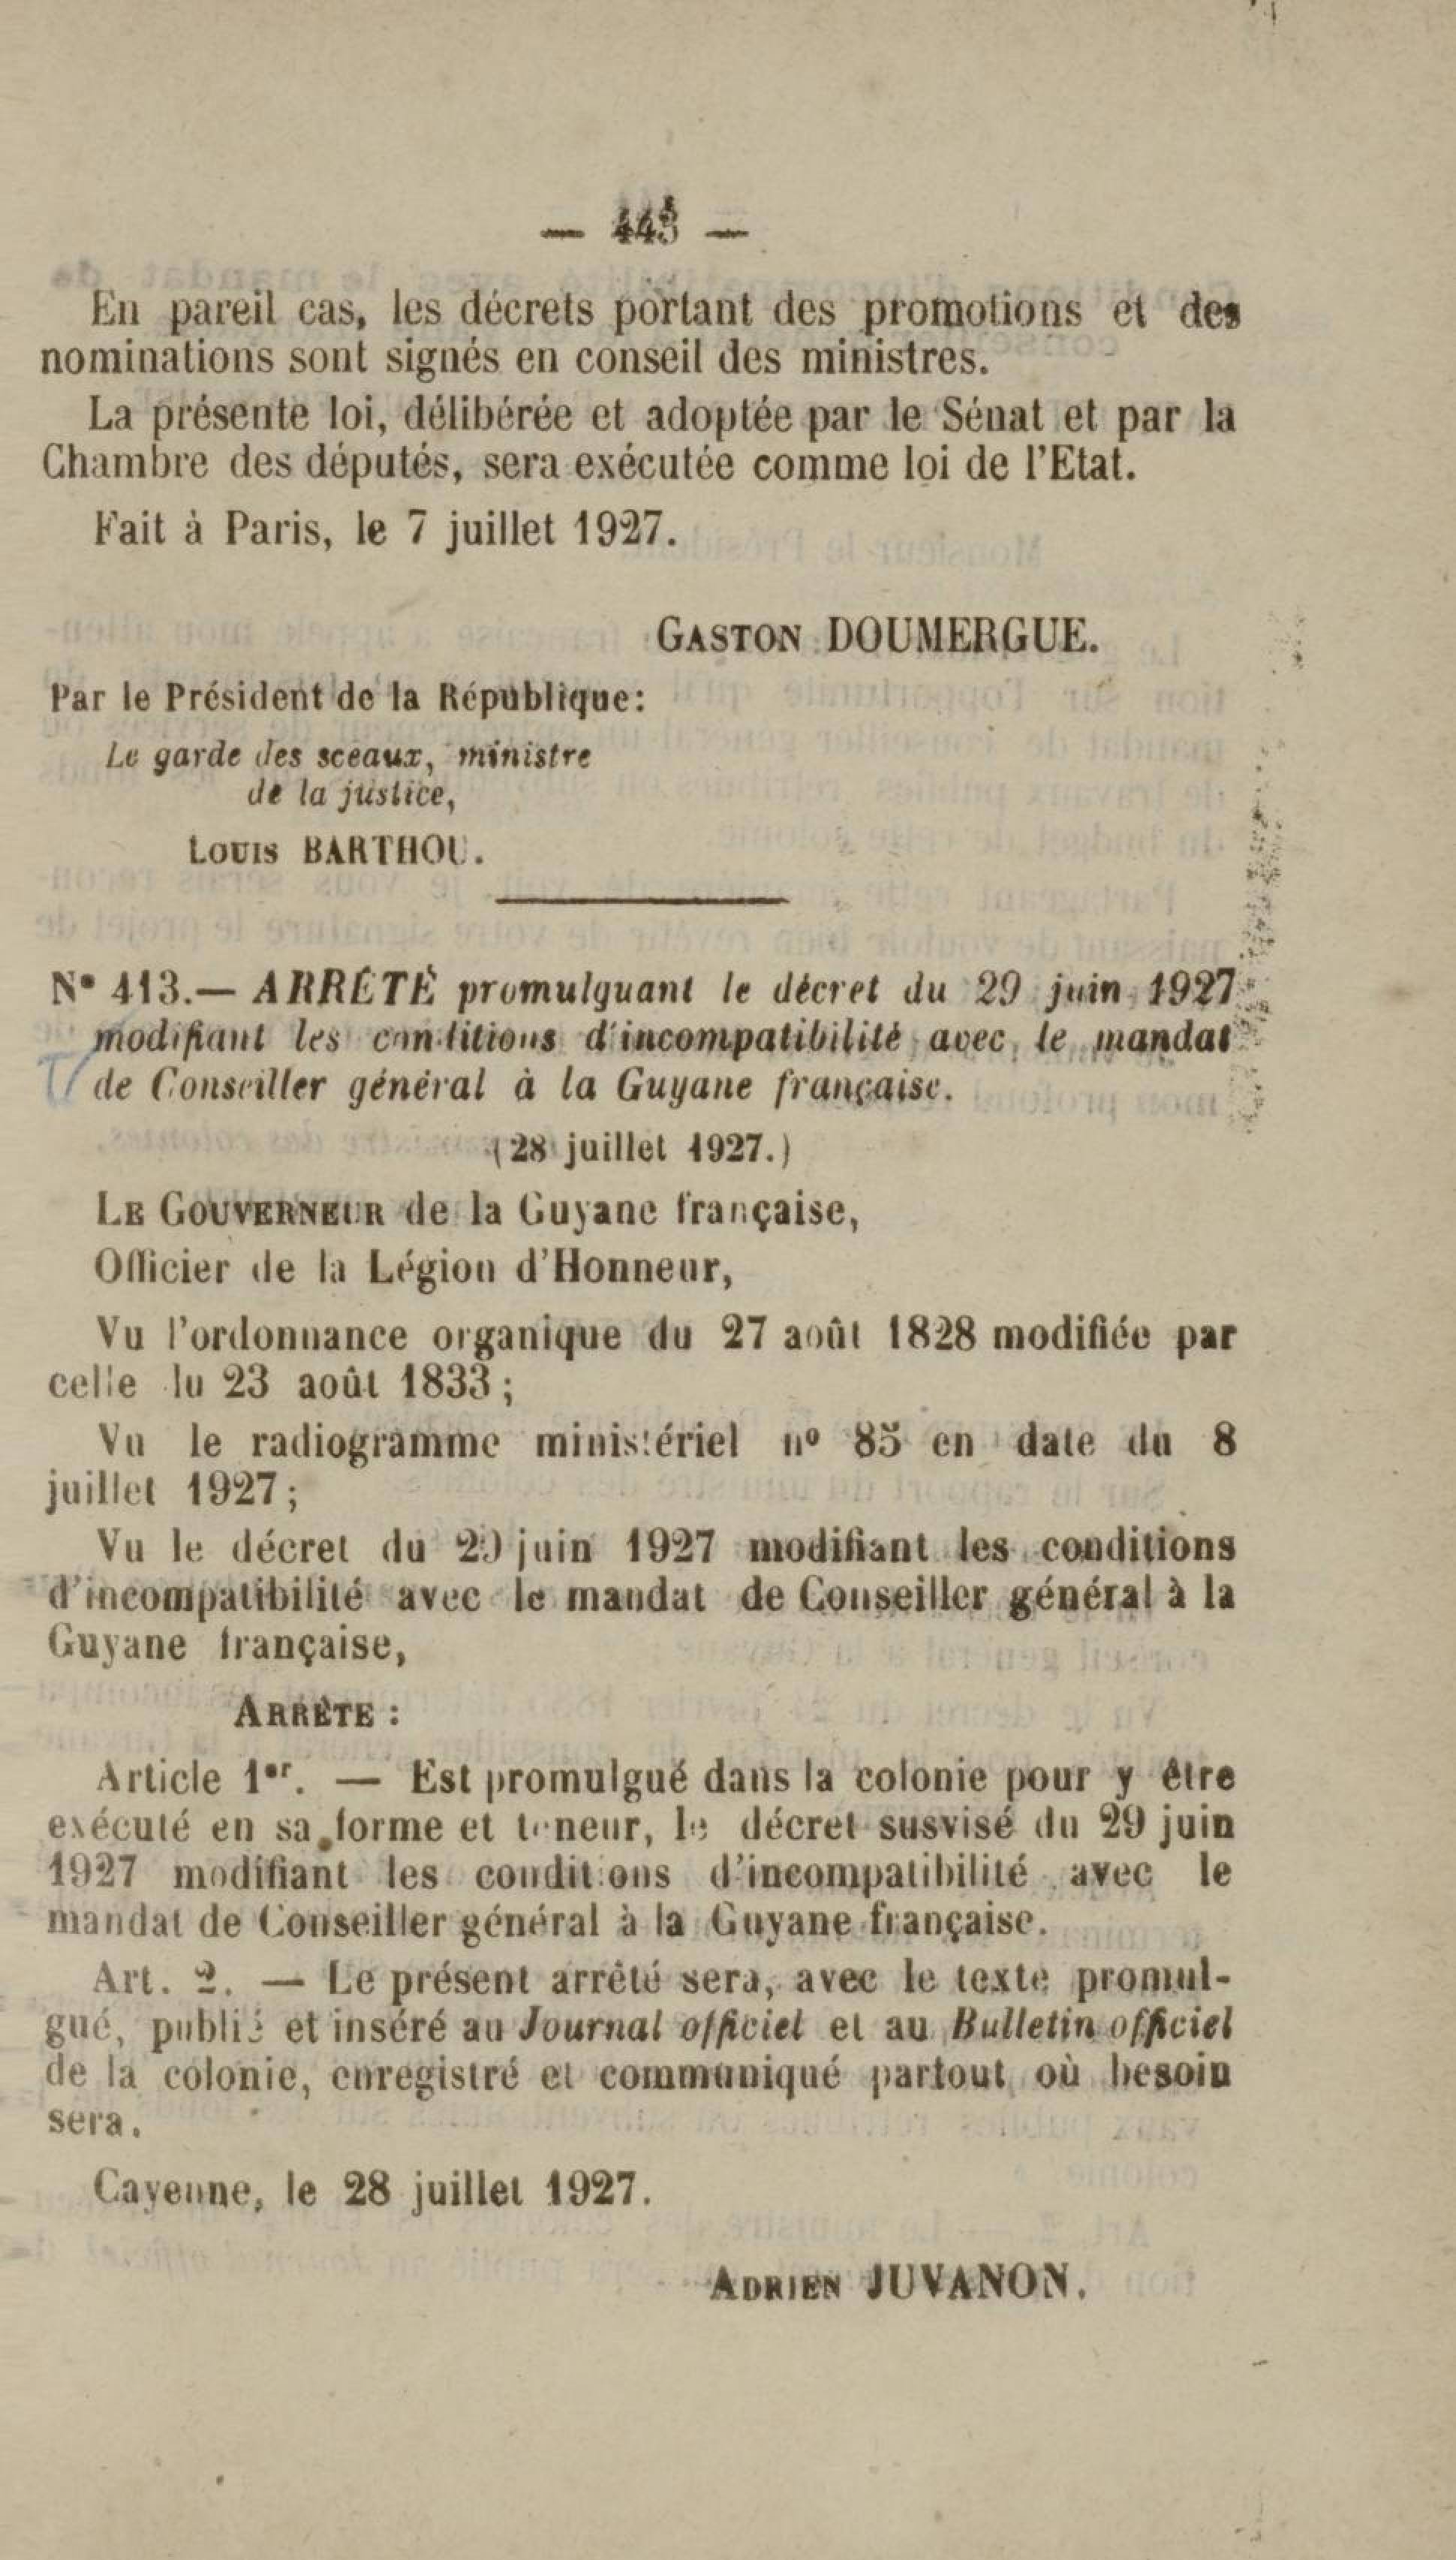 — 443 —
En pareil cas, les décrets portant des promotions et des
nominations sont signés en conseil des ministres.
La présente loi, délibérée et adoptée par le Sénat et par la
Chambre des députés, sera exécutée comme loi de l'Etat.
Fait à Paris, le 7 juillet 1927.
GASTON DOUMERGUE.
Par le Président de la République:
Le garde des sceaux, ministre
de la justice,
LOUIS BARTHOU.
N° 413.— ARRÊTÉ promulguant le décret du 29 juin 1927
modifiant les conditions d'incompatibilité avec le mandat
de Conseiller général à la Guyane française.
(28 juillet 1927.)
LE GOUVERNEUR de la Guyane française,
Officier de la Légion d'Honneur,
Vu l'ordonnance organique du 27 août 1828 modifiée par
celle du 23 août 1833;
Vu le radiogramme ministériel n° 85 en date du 8
juillet 1927;
Vu le décret du 29 juin 1927 modifiant les conditions
d'incompatibilité avec le mandat de Conseiller général à la
Guyane française,
ARRÊTE :
Article 1er. — Est promulgué dans la colonie pour y être
exécuté en sa forme et teneur, le décret susvisé du 29 juin
1927 modifiant les conditions d'incompatibilité avec le
mandat de Conseiller général à la Guyane française.
Art. 2. — Le présent arrêté sera, avec le texte promul-
gué, publié et inséré au Journal officiel et au Bulletin officiel
de la colonie, enregistré et communiqué partout où besoin
sera.
Cayenne, le 28 juillet 1927.
ADRIEN JUVANON.